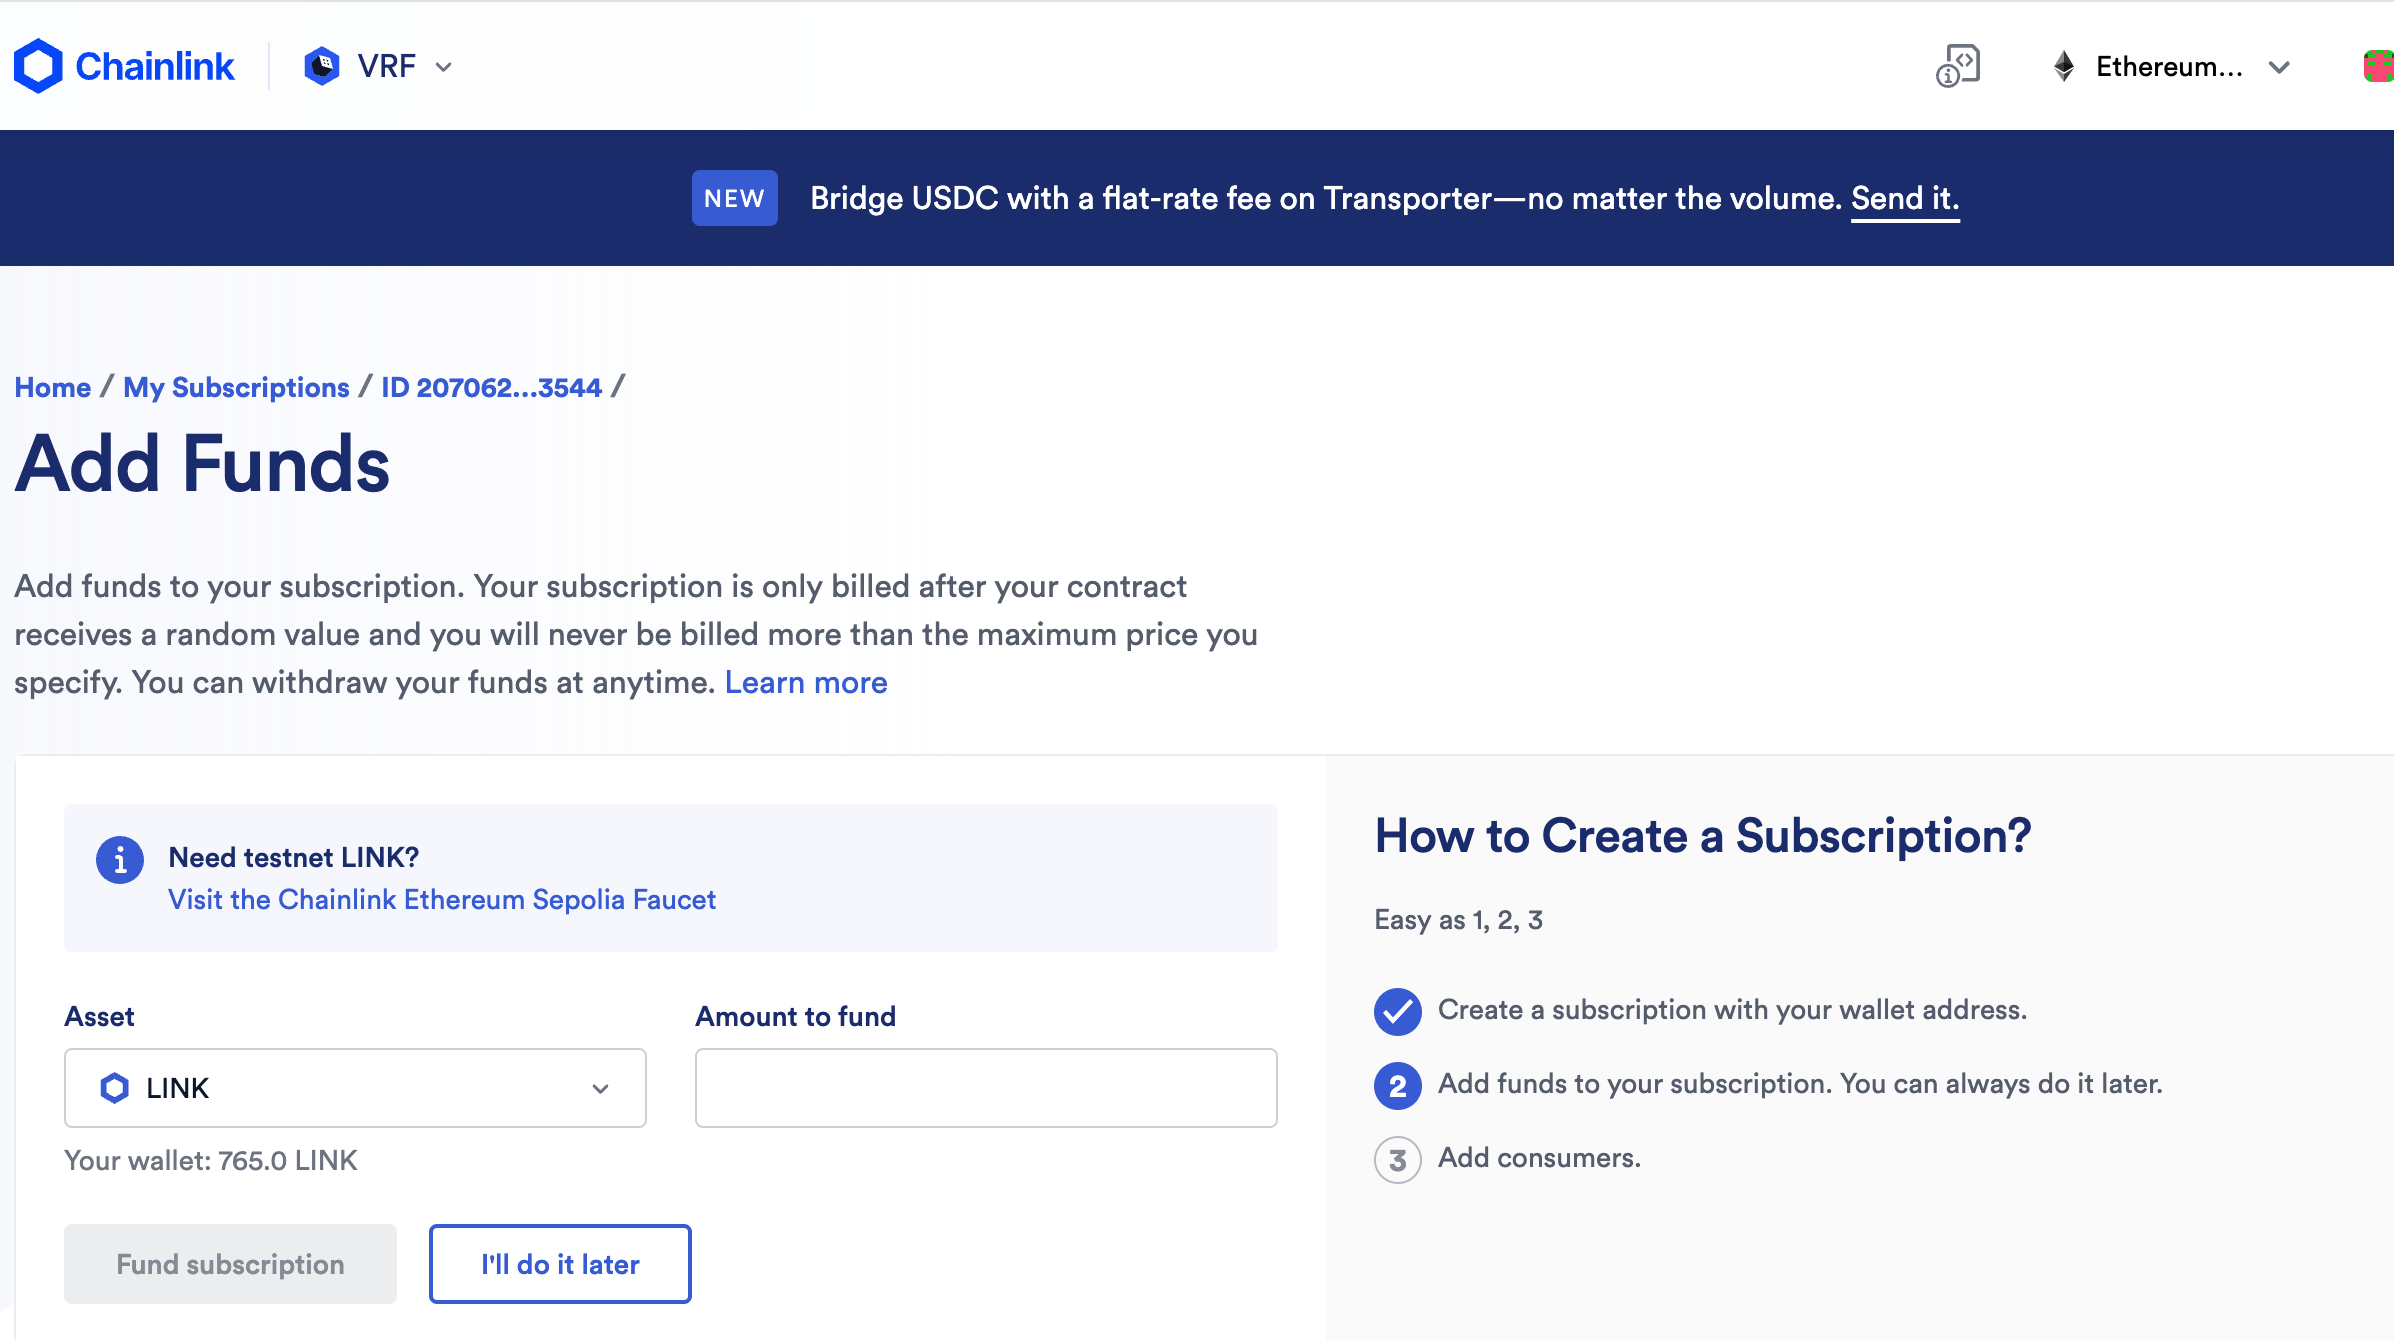 Chainlink VRF Ethereum...
NEW Bridge USDC with a flat-rate fee on Transporter—no matter the volume. Send it.
Home / My Subscriptions / ID 207062...3544 /
Add Funds
Add funds to your subscription. Your subscription is only billed after your contract
receives a random value and you will never be billed more than the maximum price you
specify. You can withdraw your funds at anytime. Learn more
Need testnet LINK?
Visit the Chainlink Ethereum Sepolia Faucet
Asset
LINK
Your wallet: 765.0 LINK
Amount to fund
Fund subscription
I'll do it later
How to Create a Subscription?
Easy as 1, 2, 3
Create a subscription with your wallet address.
2 Add funds to your subscription. You can always do it later.
3 Add consumers.